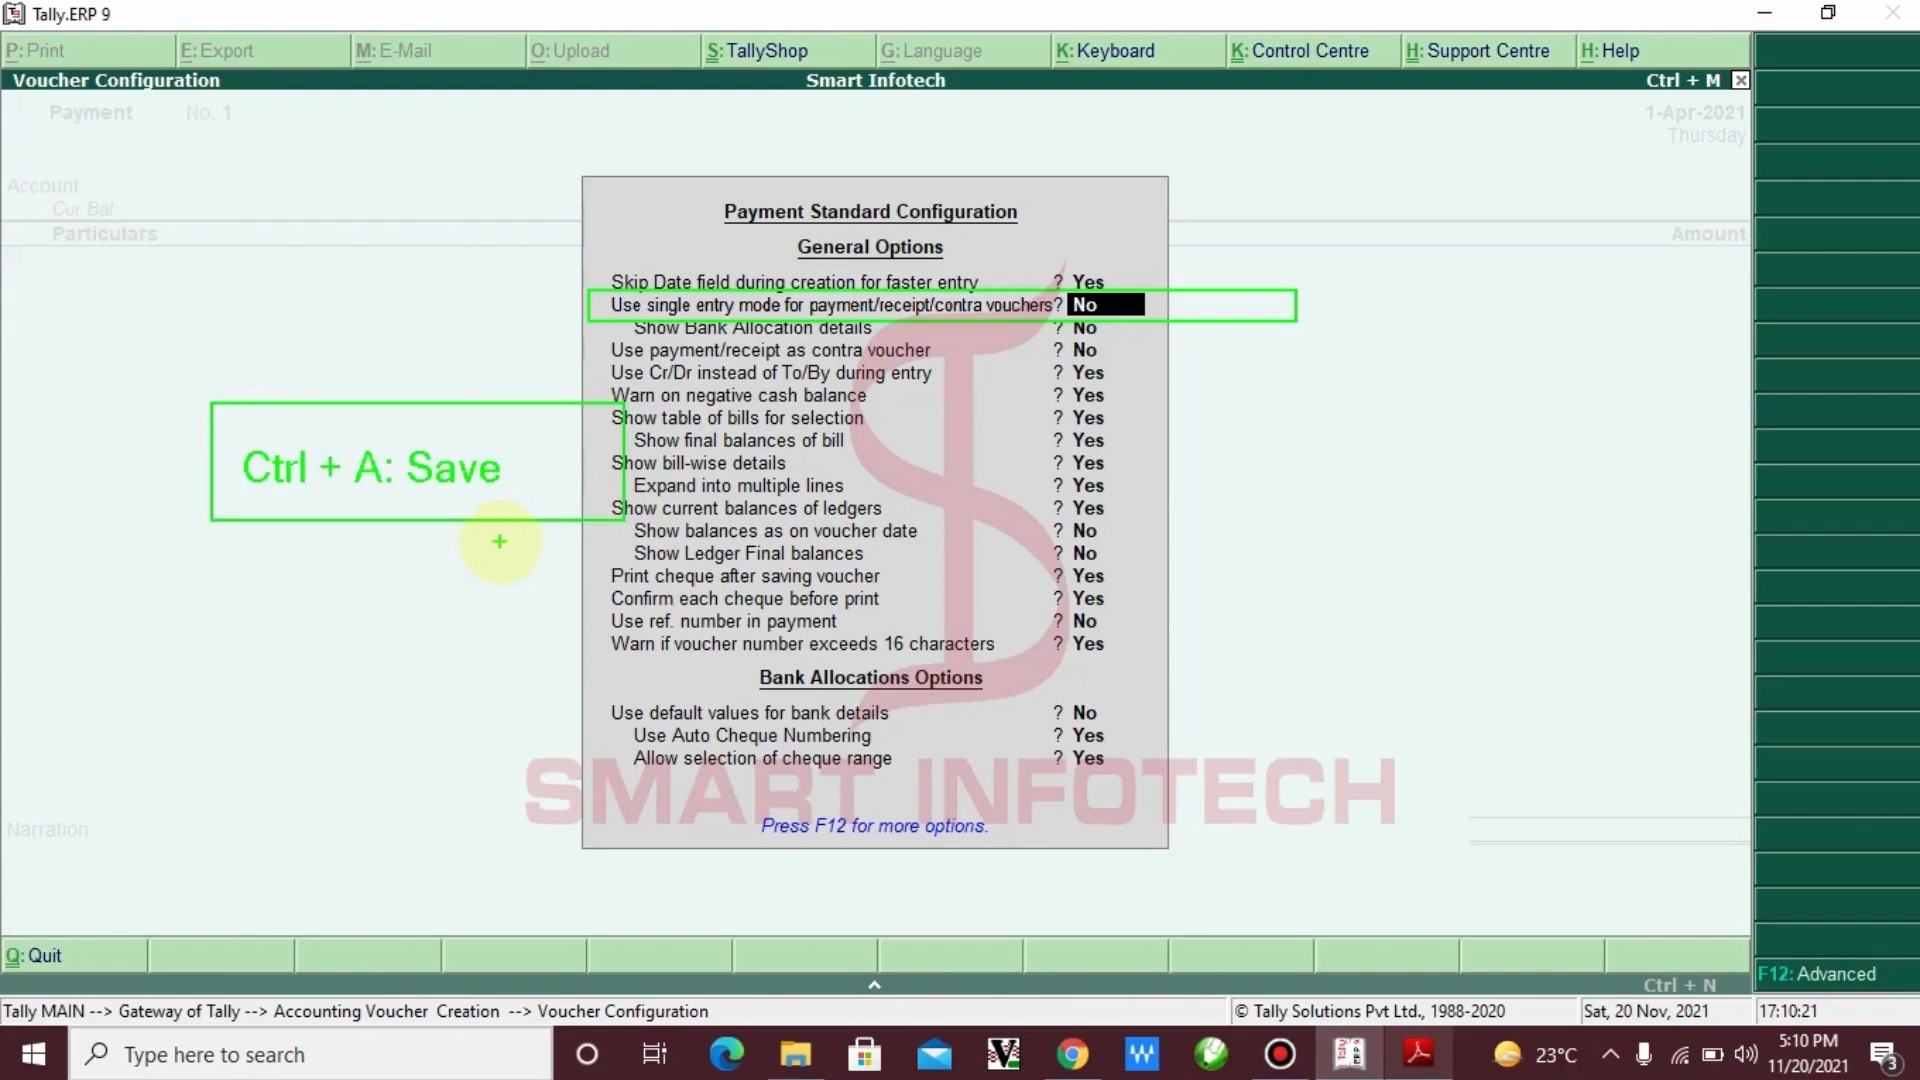 Tally.ERP 9
P: Print E: Export M: E-Mail O: Upload S: TallyShop G: Language K: Keyboard K: Control Centre H: Support Centre H: Help
Voucher Configuration Smart Infotech Ctrl + M
Payment No. 1 1-Apr-2021
Thursday
Account :
Cur Bal:
Particulars Amount
Payment Standard Configuration
General Options
Skip Date field during creation for faster entry ? Yes
Use single entry mode for payment/receipt/contra vouchers? No
Show Bank Allocation details ? No
Use payment/receipt as contra voucher ? No
Use Cr/Dr instead of To/By during entry ? Yes
Warn on negative cash balance ? Yes
Show table of bills for selection ? Yes
Show final balances of bill ? Yes
Show bill-wise details ? Yes
Expand into multiple lines ? Yes
Show current balances of ledgers ? Yes
Show balances as on voucher date ? No
Show Ledger Final balances ? No
Print cheque after saving voucher ? Yes
Confirm each cheque before print ? Yes
Use ref. number in payment ? No
Warn if voucher number exceeds 16 characters ? Yes
Bank Allocations Options
Use default values for bank details ? No
Use Auto Cheque Numbering ? Yes
Allow selection of cheque range ? Yes
Press F12 for more options.
Ctrl + A: Save
SMART INFOTECH
Narration:
Q: Quit
F12: Advanced
Ctrl + N
Tally MAIN --> Gateway of Tally --> Accounting Voucher Creation --> Voucher Configuration © Tally Solutions Pvt Ltd., 1988-2020 Sat, 20 Nov, 2021 17:10:21
Type here to search
23°C
5:10 PM
11/20/2021
3